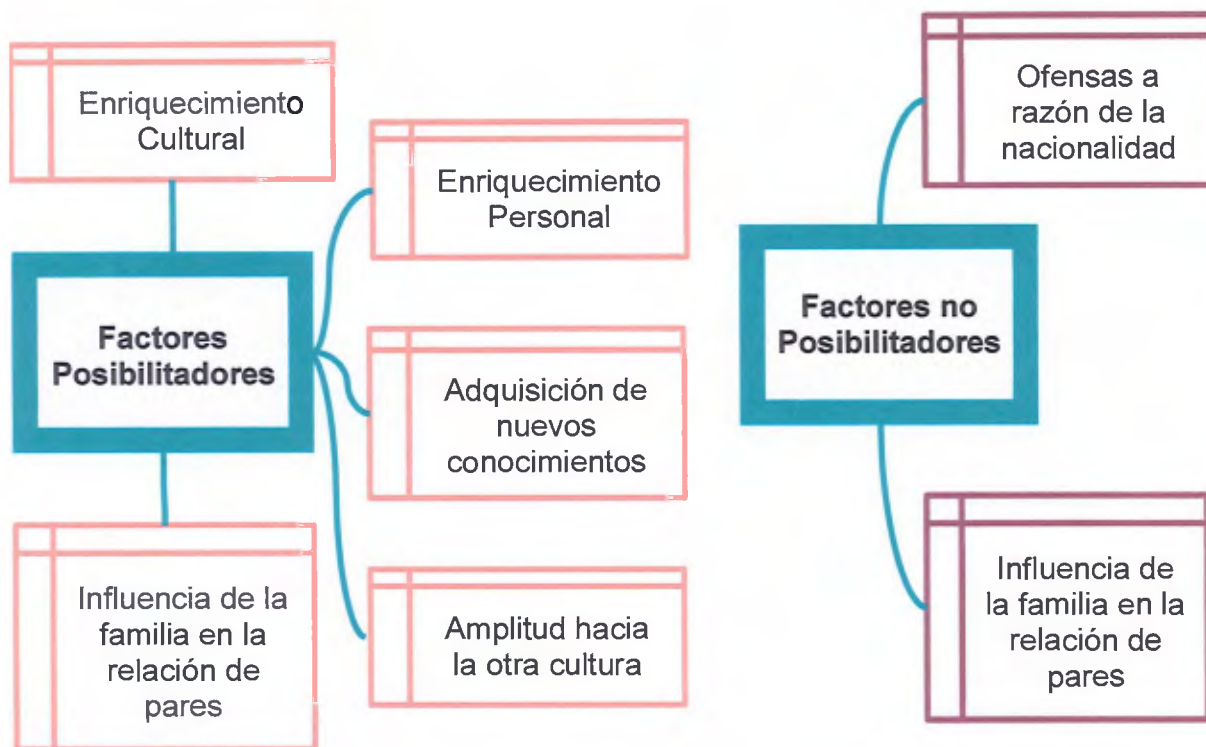 Enriquecimiento
Cultural
Factores
Posibilitadores
Influencia de la
familia en la
relación de
pares
Enriquecimiento
Personal
Adquisición de
nuevos
conocimientos
Amplitud hacia
la otra cultura
Ofensas a
razón de la
nacionalidad
Factores no
Posibilitadores
Influencia de
la familia en la
relación de
pares